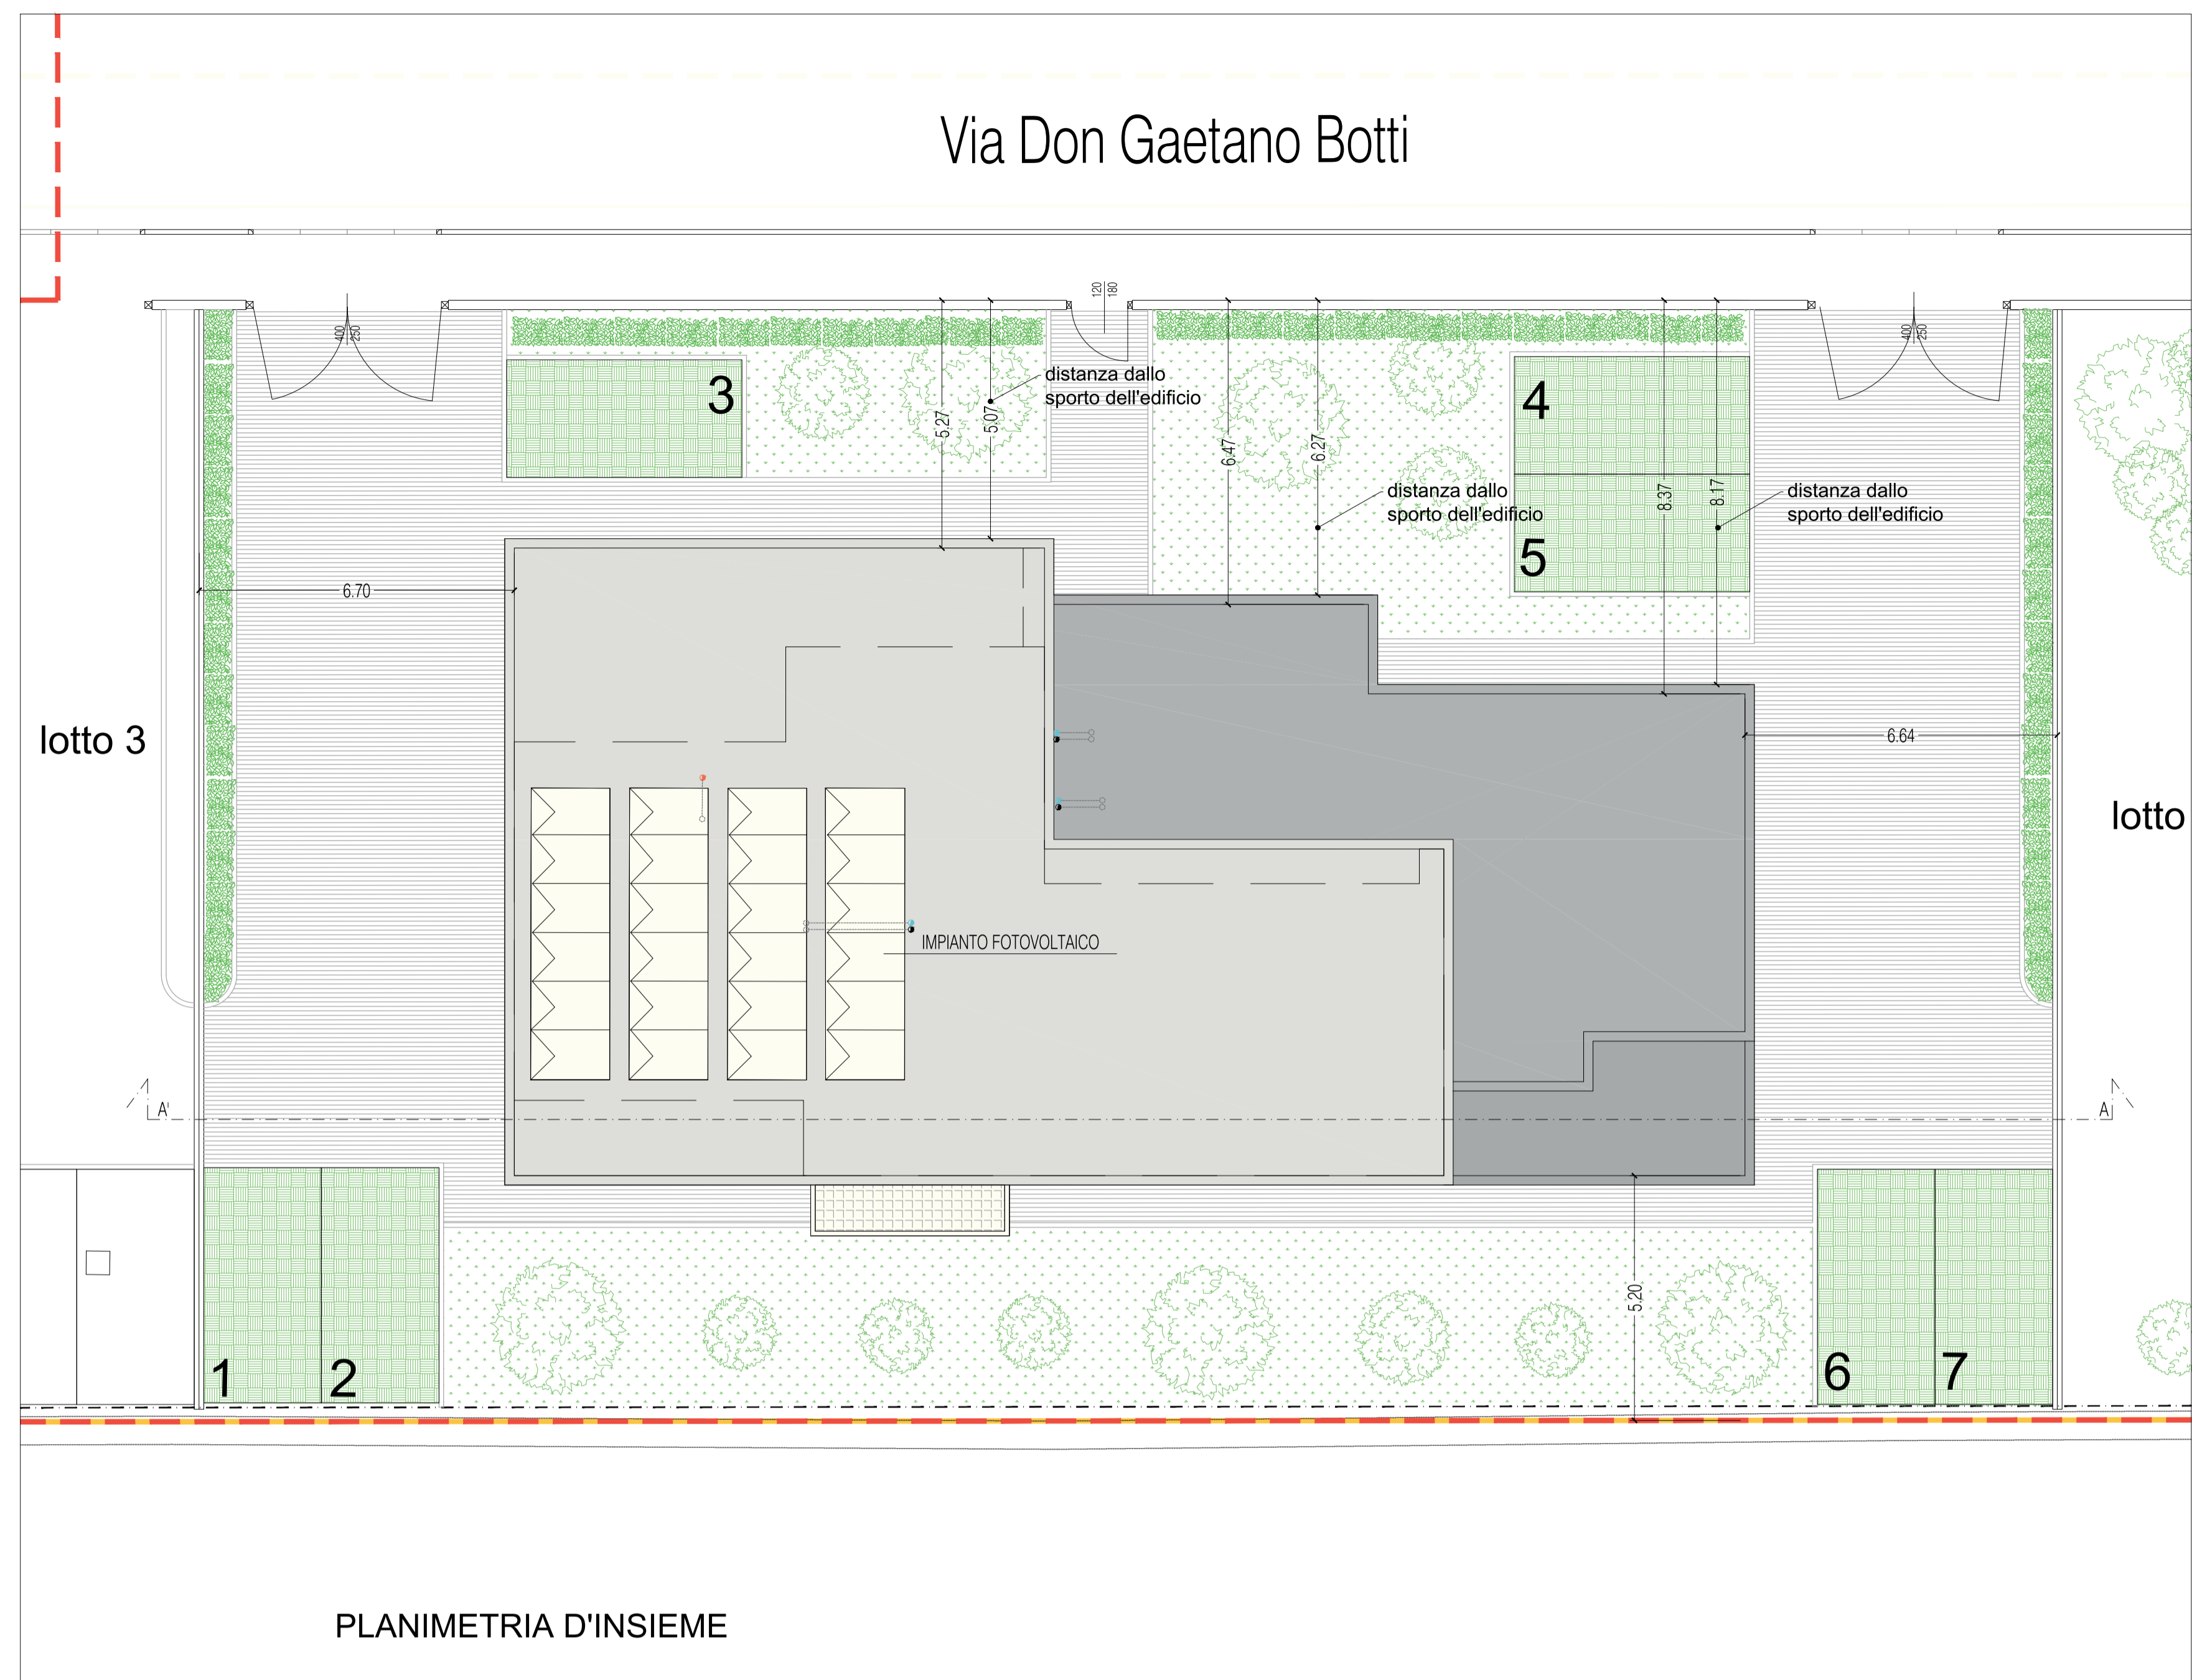 Via Don Gaetano Botti
120
180
400
250
400
250
3
distanza dallo
sporto dell'edificio
5.27
5.07
6.47
6.27
4
distanza dallo
sporto dell'edificio
8.37
8.17
distanza dallo
sporto dell'edificio
5
6.70
lotto 3
6.64
lotto
IMPIANTO FOTOVOLTAICO
A'
A
5.20
1
2
6
7
PLANIMETRIA D'INSIEME